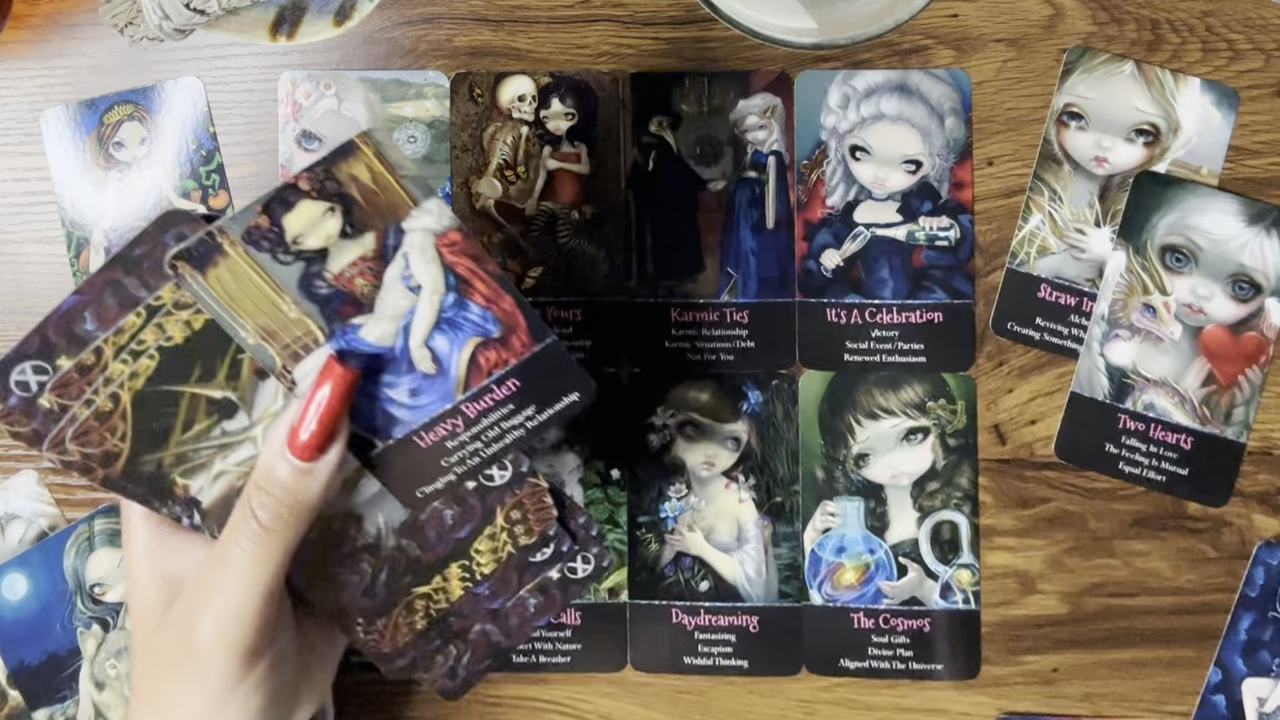 Yours
Karmic Ties
Karmic Relationship
Karmic Situations/Debt
Not For You
It's A Celebration
Victory
Social Event/Parties
Renewed Enthusiasm
Straw In
Alche
Reviving Wh
Creating Somethin
Two Hearts
Falling In Love
The Feeling Is Mutual
Equal Effort
Heavy Burden
Responsibilities
Carrying Old Baggage
Clinging To An Unhealthy Relationship
Calls
Yourself
With Nature
Take A Breather
Daydreaming
Fantasizing
Escapism
Wishful Thinking
The Cosmos
Soul Gifts
Divine Plan
Aligned With The Universe